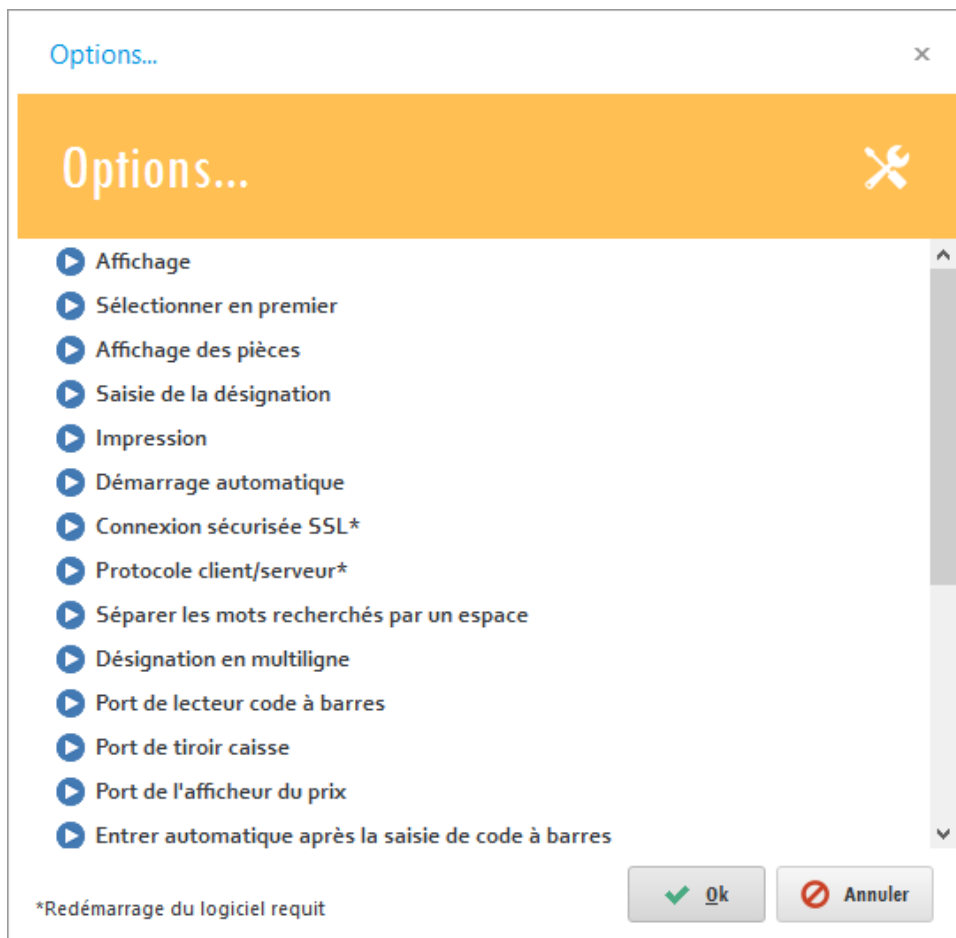 Options...
Options...
Affichage
Sélectionner en premier
Affichage des pièces
Saisie de la désignation
Impression
Démarrage automatique
Connexion sécurisée SSL*
Protocole client/serveur*
Séparer les mots recherchés par un espace
Désignation en multiligne
Port de lecteur code à barres
Port de tiroir caisse
Port de l'afficheur du prix
Entrer automatique après la saisie de code à barres
*Redémarrage du logiciel requit
Ok
Annuler